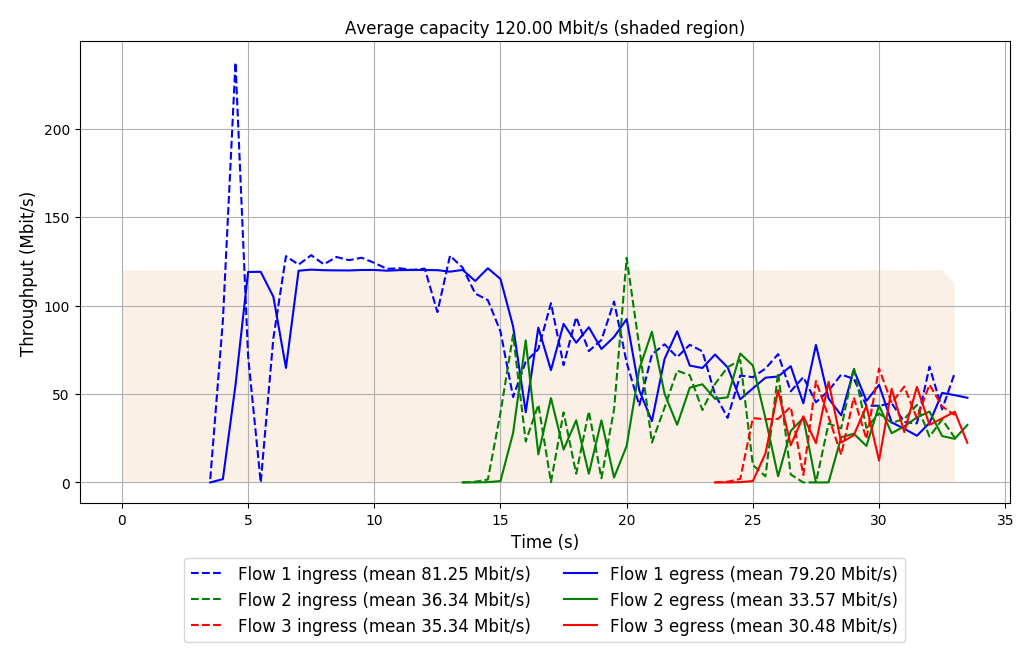 Average capacity 120.00 Mbit/s (shaded region)
Throughput (Mbit/s)
200
150
100
50
0
0 5 10 15 20 25 30 35
Time (s)
Flow 1 ingress (mean 81.25 Mbit/s) Flow 1 egress (mean 79.20 Mbit/s)
Flow 2 ingress (mean 36.34 Mbit/s) Flow 2 egress (mean 33.57 Mbit/s)
Flow 3 ingress (mean 35.34 Mbit/s) Flow 3 egress (mean 30.48 Mbit/s)